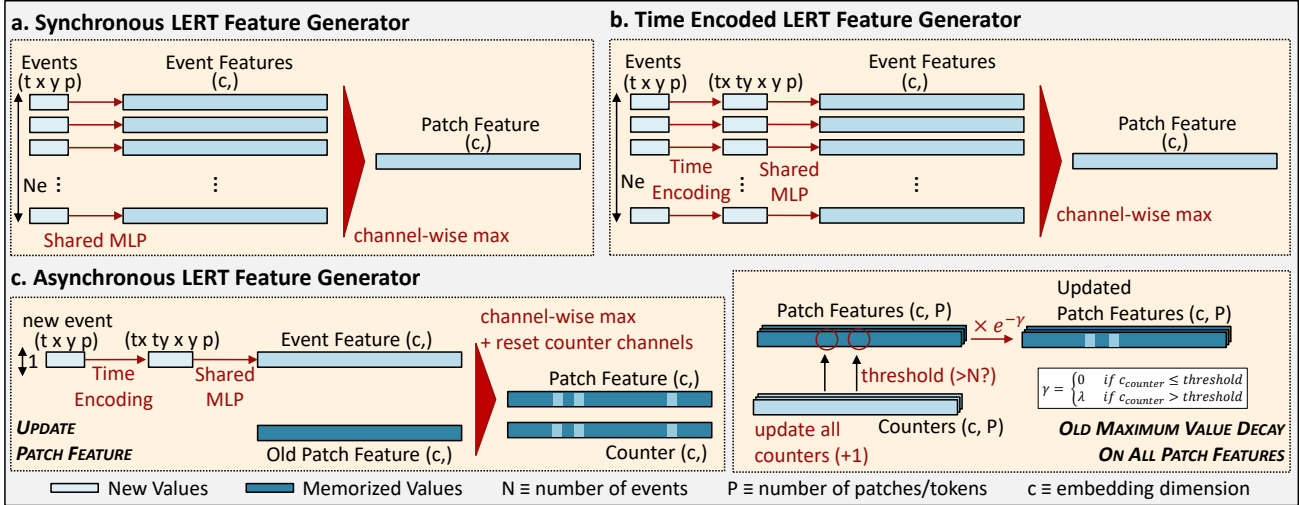 a. Synchronous LERT Feature Generator
Events
(t x y p)
Event Features
(c,)
Ne
⋮
⋮
Shared MLP
Patch Feature
(c,)
channel-wise max
b. Time Encoded LERT Feature Generator
Events
(t x y p)
(tx ty x y p)
Event Features
(c,)
Ne
Time
Encoding
⋮
Shared
MLP
⋮
Patch Feature
(c,)
channel-wise max
c. Asynchronous LERT Feature Generator
new event
(t x y p)
(tx ty x y p)
Event Feature (c,)
1
Time
Encoding
Shared
MLP
UPDATE
PATCH FEATURE
Old Patch Feature (c,)
channel-wise max
+ reset counter channels
Patch Feature (c,)
Counter (c,)
Patch Features (c, P)
× e^{−γ}
Updated
Patch Features (c, P)
threshold (>N?)
Counters (c, P)
update all
counters (+1)
γ = { 0 if c_counter ≤ threshold
λ if c_counter > threshold
OLD MAXIMUM VALUE DECAY
ON ALL PATCH FEATURES
New Values
Memorized Values
N ≡ number of events
P ≡ number of patches/tokens
c ≡ embedding dimension